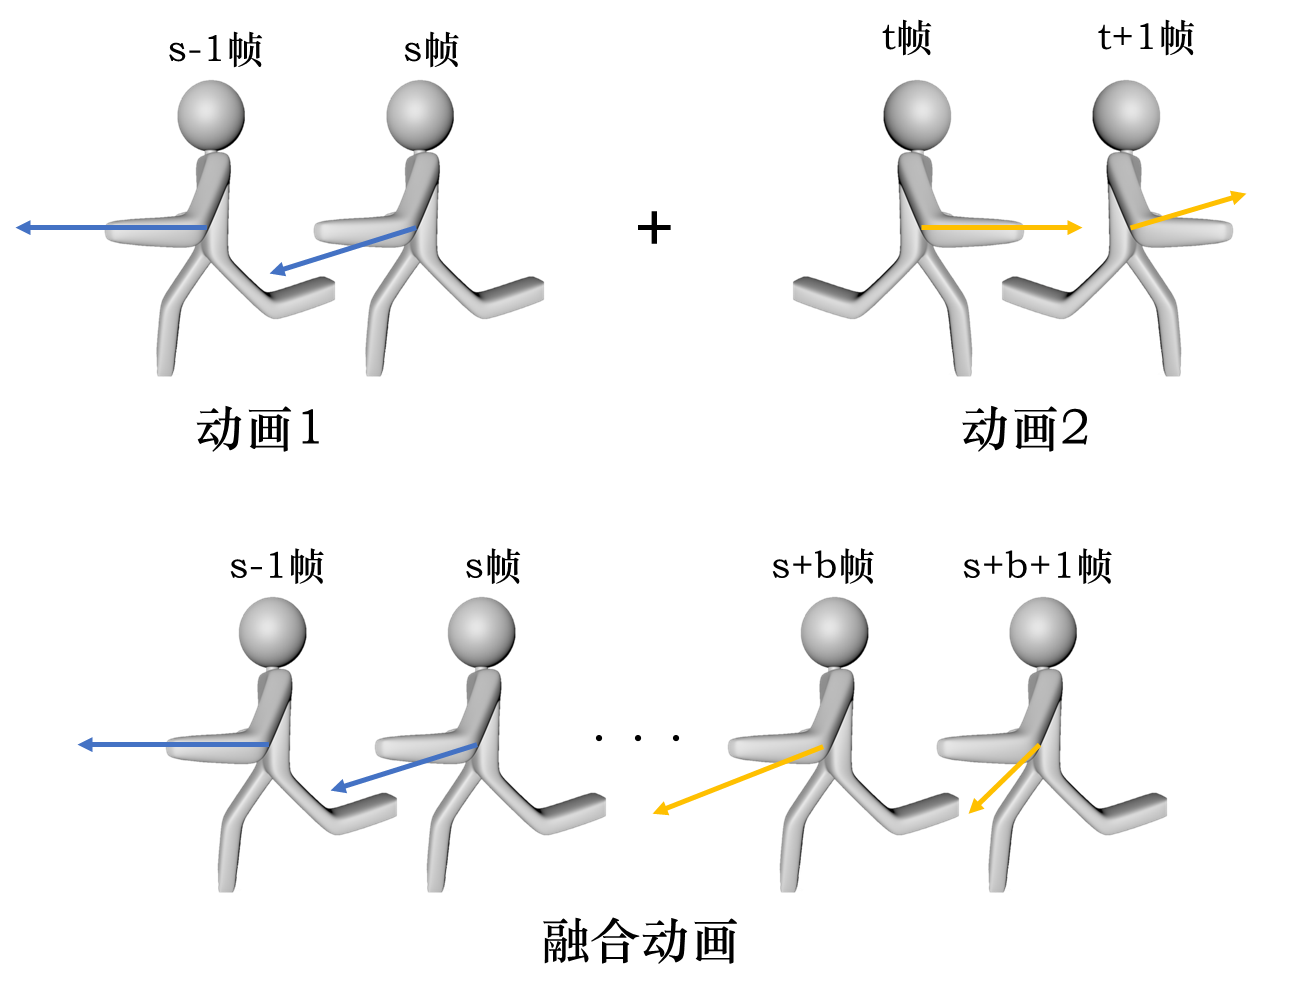 s-1帧 s帧 t帧 t+1帧
+
动画1 动画2
s-1帧 s帧 s+b帧 s+b+1帧
· · ·
融合动画